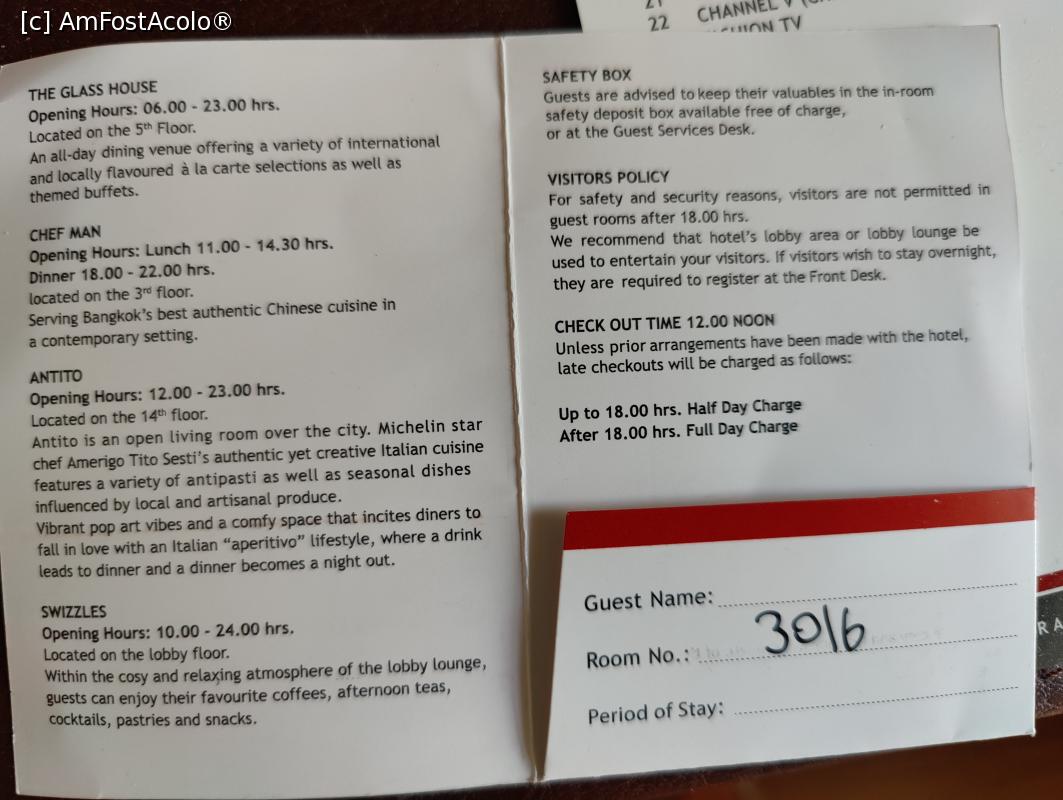 [c] AmFostAcolo®
21
22 CHANNEL V
TV
THE GLASS HOUSE
Opening Hours: 06.00 - 23.00 hrs.
Located on the 5th Floor.
An all-day dining venue offering a variety of international
and locally flavoured à la carte selections as well as
themed buffets.
CHEF MAN
Opening Hours: Lunch 11.00 - 14.30 hrs.
Dinner 18.00 - 22.00 hrs.
located on the 3rd floor.
Serving Bangkok's best authentic Chinese cuisine in
a contemporary setting.
ANTITO
Opening Hours: 12.00 - 23.00 hrs.
Located on the 14th floor.
Antito is an open living room over the city. Michelin star
chef Amerigo Tito Sesti's authentic yet creative Italian cuisine
features a variety of antipasti as well as seasonal dishes
influenced by local and artisanal produce.
Vibrant pop art vibes and a comfy space that incites diners to
fall in love with an Italian "aperitivo" lifestyle, where a drink
leads to dinner and a dinner becomes a night out.
SWIZZLES
Opening Hours: 10.00 - 24.00 hrs.
Located on the lobby floor.
Within the cosy and relaxing atmosphere of the lobby lounge,
guests can enjoy their favourite coffees, afternoon teas,
cocktails, pastries and snacks.
SAFETY BOX
Guests are advised to keep their valuables in the in-room
safety deposit box available free of charge,
or at the Guest Services Desk.
VISITORS POLICY
For safety and security reasons, visitors are not permitted in
guest rooms after 18.00 hrs.
We recommend that hotel's lobby area or lobby lounge be
used to entertain your visitors. If visitors wish to stay overnight,
they are required to register at the Front Desk.
CHECK OUT TIME 12.00 NOON
Unless prior arrangements have been made with the hotel,
late checkouts will be charged as follows:
Up to 18.00 hrs. Half Day Charge
After 18.00 hrs. Full Day Charge
Guest Name:
Room No.: 3016
Period of Stay:
RA